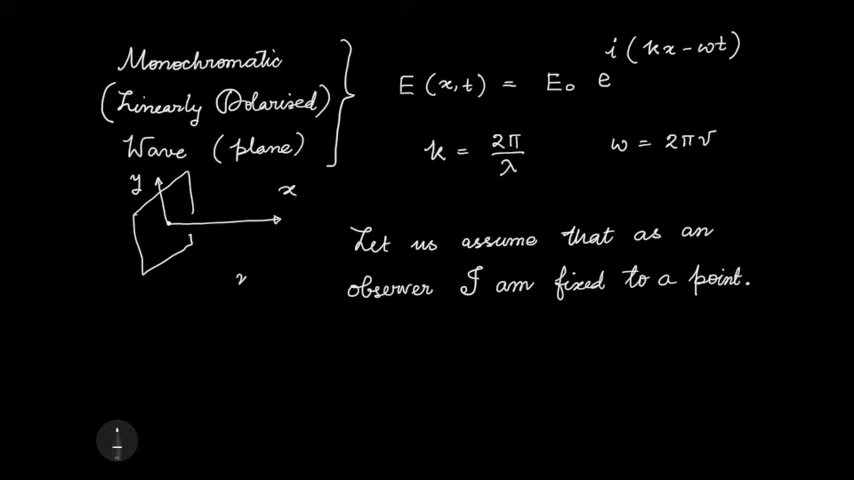 Monochromatic
(Linearly Polarised)
Wave (plane)
E (x,t) = E₀ e^{i(kx-ωt)}
k = 2π/λ
ω = 2πν
y
x
Let us assume that as an
observer I am fixed to a point.